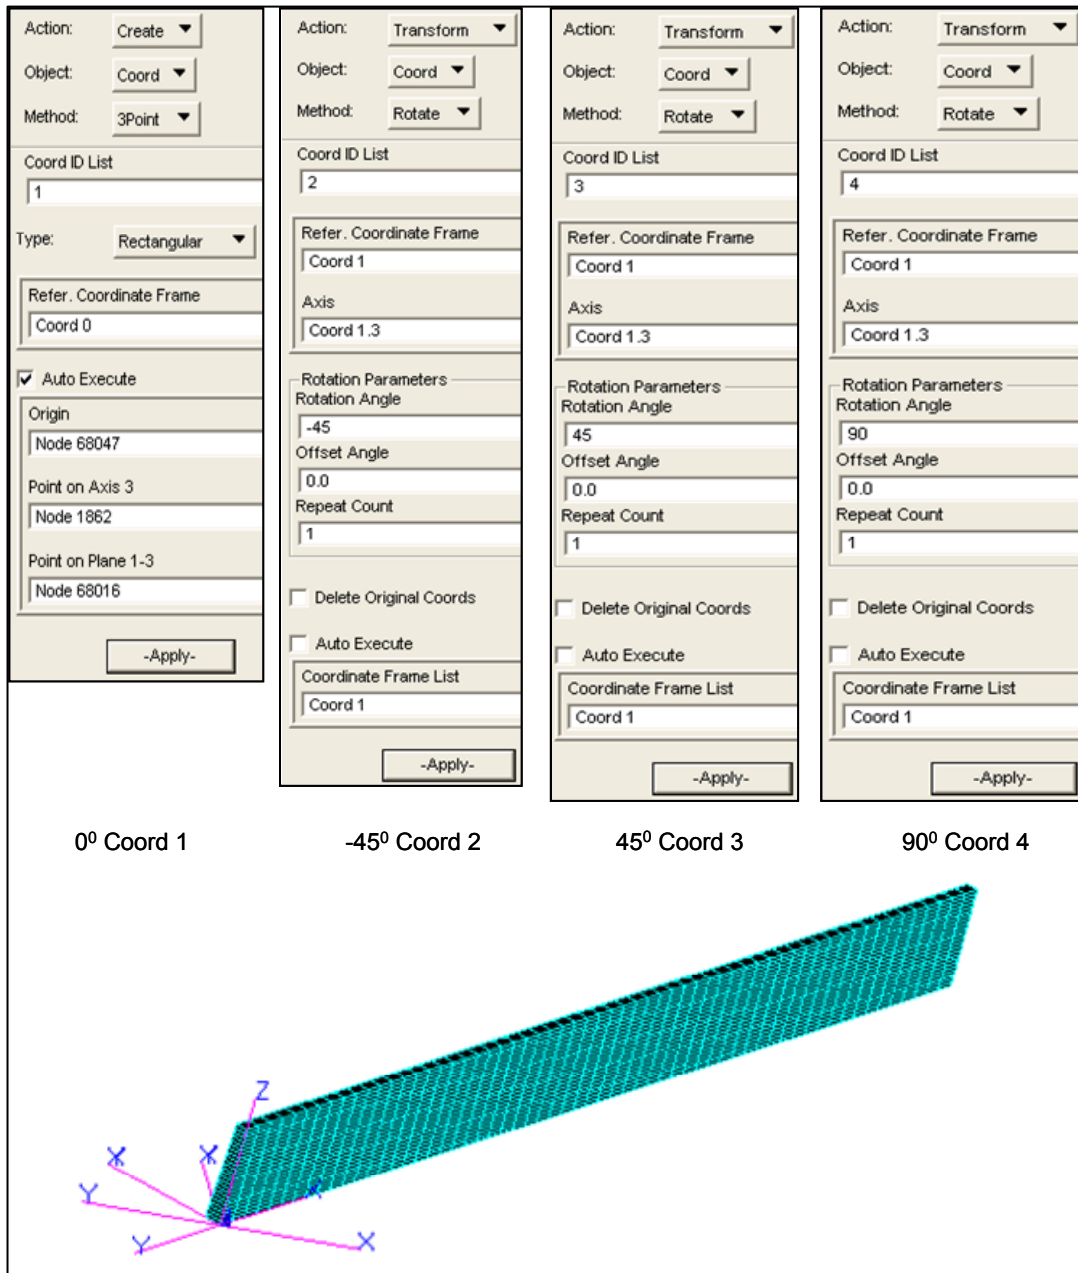 Action: Create
Object: Coord
Method: 3Point
Coord ID List
1
Type: Rectangular
Refer. Coordinate Frame
Coord 0
Auto Execute
Origin
Node 68047
Point on Axis 3
Node 1862
Point on Plane 1-3
Node 68016
-Apply-
Action: Transform
Object: Coord
Method: Rotate
Coord ID List
2
Refer. Coordinate Frame
Coord 1
Axis
Coord 1.3
Rotation Parameters
Rotation Angle
-45
Offset Angle
0.0
Repeat Count
1
Delete Original Coords
Auto Execute
Coordinate Frame List
Coord 1
-Apply-
Action: Transform
Object: Coord
Method: Rotate
Coord ID List
3
Refer. Coordinate Frame
Coord 1
Axis
Coord 1.3
Rotation Parameters
Rotation Angle
45
Offset Angle
0.0
Repeat Count
1
Delete Original Coords
Auto Execute
Coordinate Frame List
Coord 1
-Apply-
Action: Transform
Object: Coord
Method: Rotate
Coord ID List
4
Refer. Coordinate Frame
Coord 1
Axis
Coord 1.3
Rotation Parameters
Rotation Angle
90
Offset Angle
0.0
Repeat Count
1
Delete Original Coords
Auto Execute
Coordinate Frame List
Coord 1
-Apply-
0⁰ Coord 1
-45⁰ Coord 2
45⁰ Coord 3
90⁰ Coord 4
Z
Y
Y
X